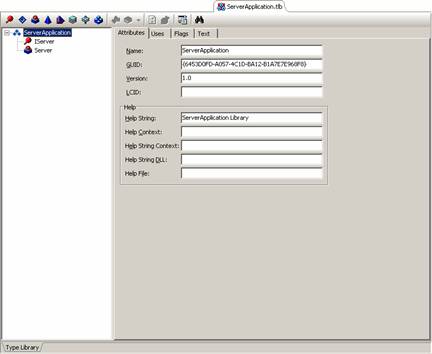 ServerApplication.tlb
ServerApplication
IServer
Server
Attributes Uses Flags Text
Name: ServerApplication
GUID: {6453D0FD-A057-4C1D-BA12-B1A7E7E968F8}
Version: 1.0
LCID:
Help
Help String: ServerApplication Library
Help Context:
Help String Context:
Help String DLL:
Help File:
Type Library